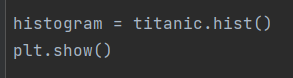 histogram = titanic.hist()
plt.show()